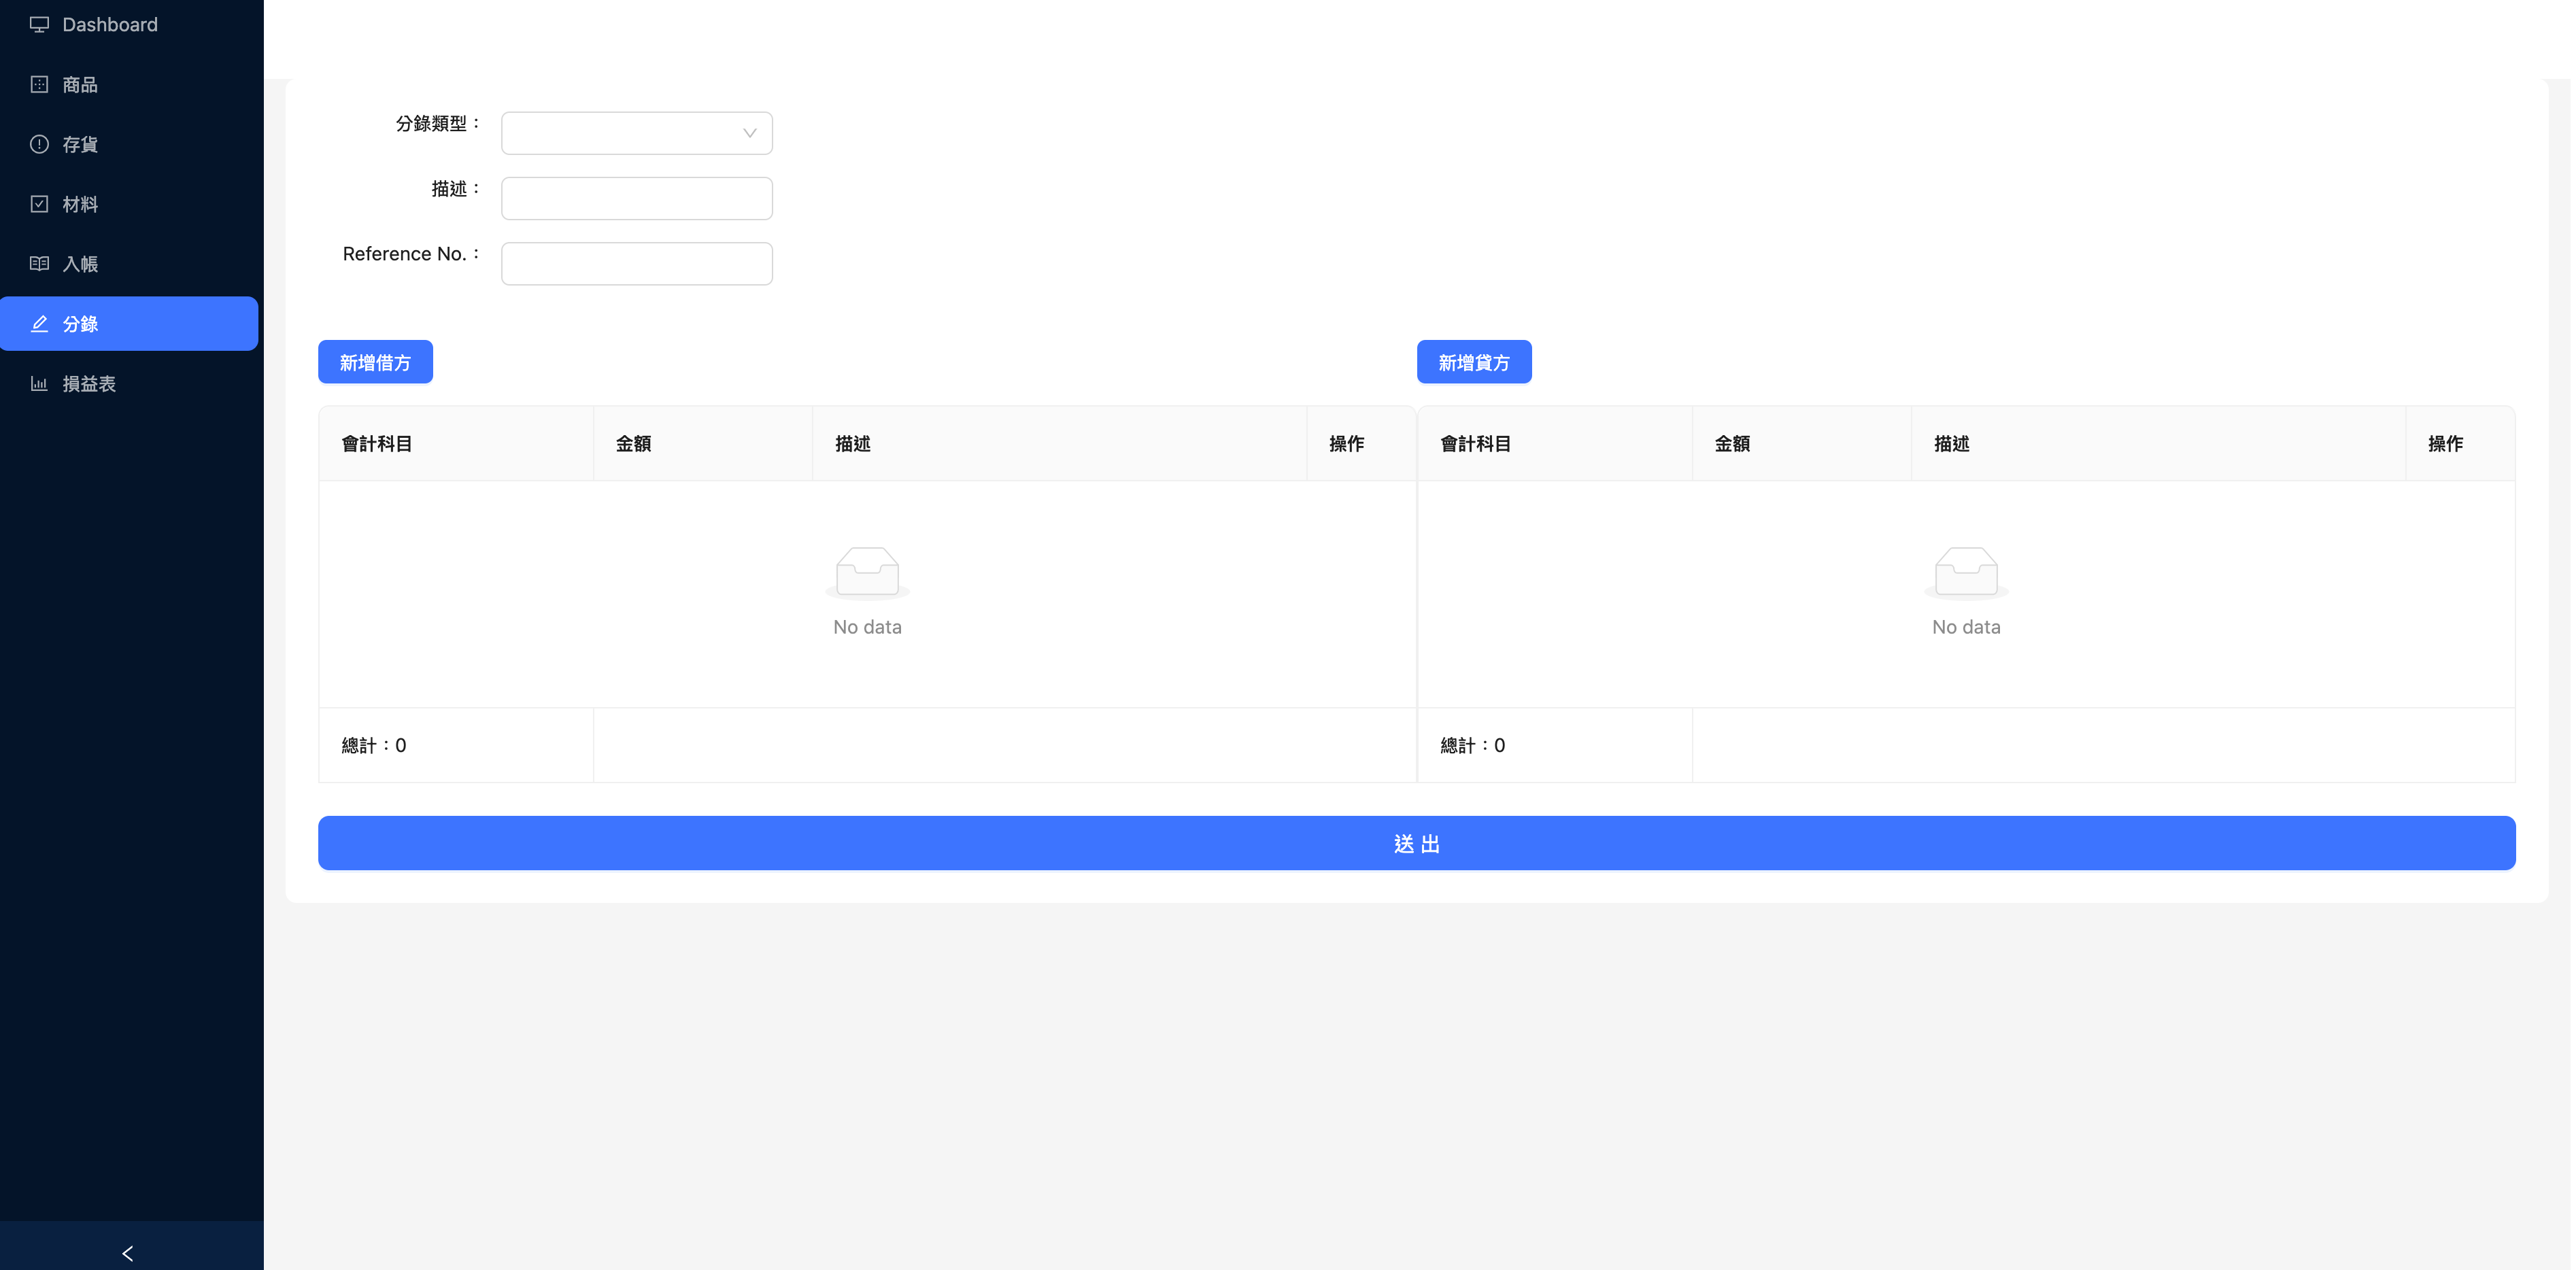 Dashboard
商品
存貨
材料
入帳
分錄
損益表
分錄類型：
描述：
Reference No.：
新增借方
新增貸方
會計科目 金額 描述 操作 會計科目 金額 描述 操作
No data No data
總計：0 總計：0
送出